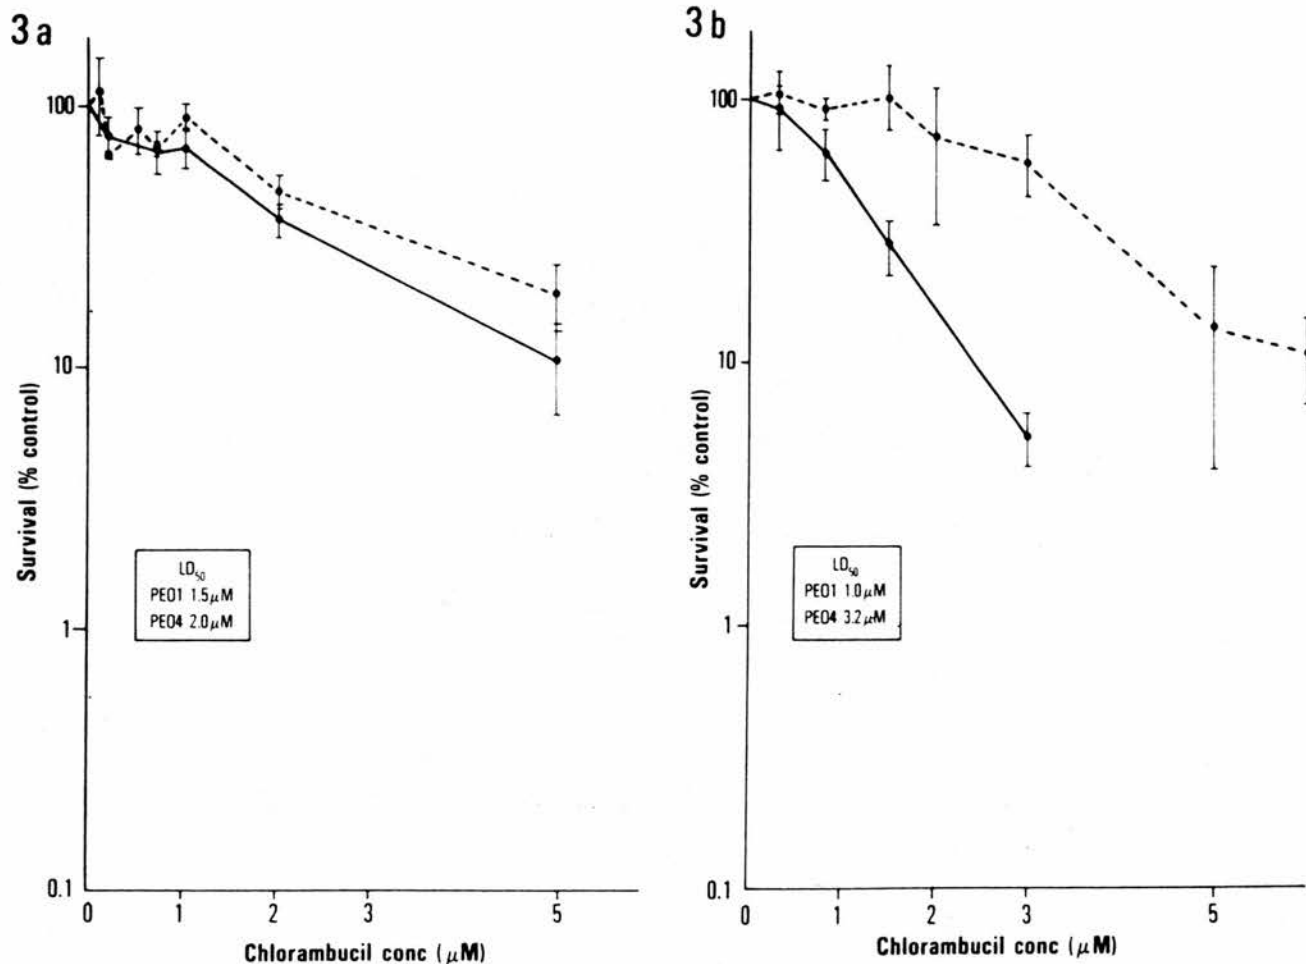 3a
100
10
1
0.1
Survival (% control)
LD50
PEO1 1.5μM
PEO4 2.0μM
0 1 2 3 5
Chlorambucil conc (μM)
3b
100
10
1
0.1
Survival (% control)
LD50
PEO1 1.0μM
PEO4 3.2μM
0 1 2 3 5
Chlorambucil conc (μM)